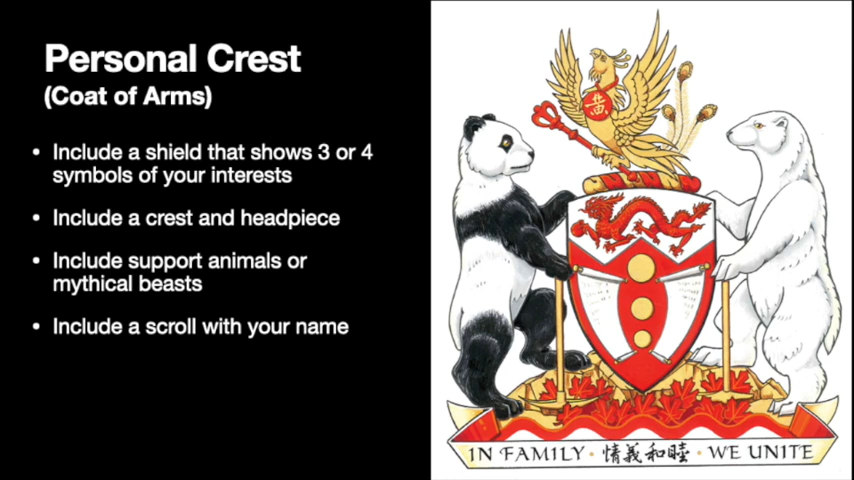 Personal Crest
(Coat of Arms)
• Include a shield that shows 3 or 4
symbols of your interests
• Include a crest and headpiece
• Include support animals or
mythical beasts
• Include a scroll with your name
黃
IN FAMILY · 情義和睦 · WE UNITE